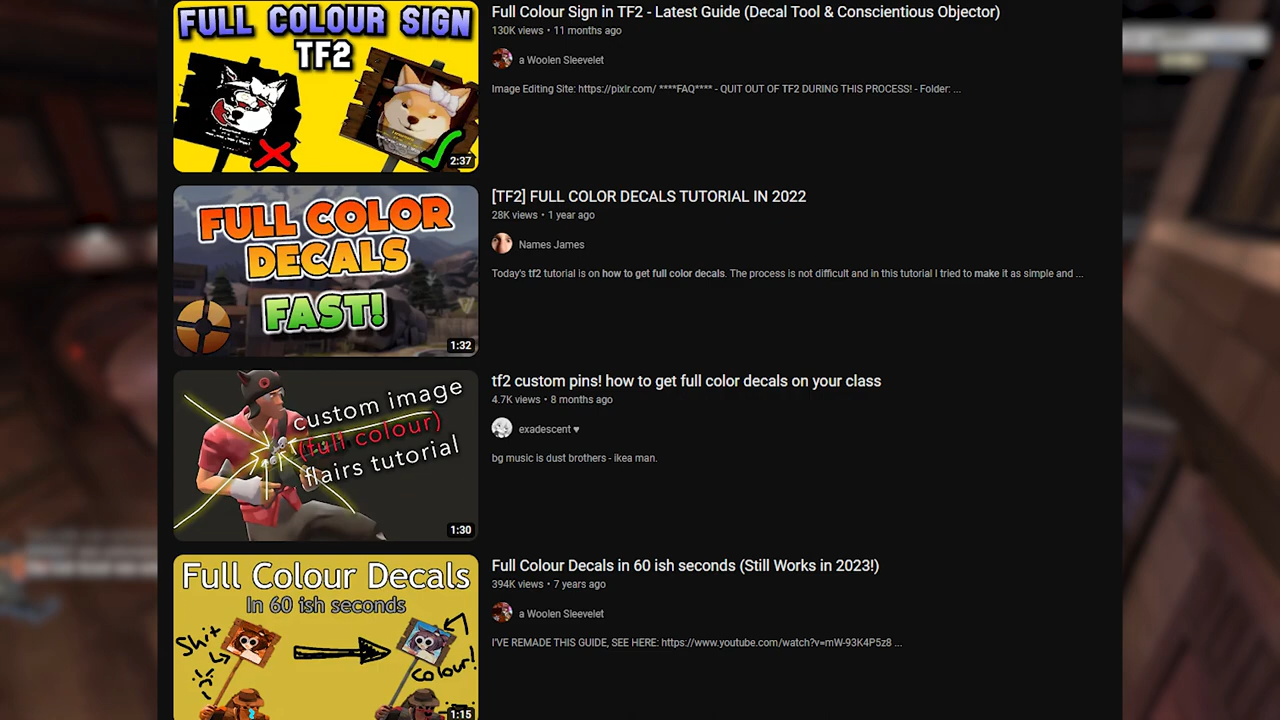 FULL COLOUR SIGN
TF2
2:37
Full Colour Sign in TF2 - Latest Guide (Decal Tool & Conscientious Objector)
130K views • 11 months ago
a Woolen Sleevelet
Image Editing Site: https://pixlr.com/ ****FAQ**** - QUIT OUT OF TF2 DURING THIS PROCESS! - Folder: ...
FULL COLOR
DECALS
FAST!
1:32
[TF2] FULL COLOR DECALS TUTORIAL IN 2022
28K views • 1 year ago
Names James
Today's tf2 tutorial is on how to get full color decals. The process is not difficult and in this tutorial I tried to make it as simple and ...
custom image
(full colour)
flairs tutorial
1:30
tf2 custom pins! how to get full color decals on your class
4.7K views • 8 months ago
exadescent ♥
bg music is dust brothers - ikea man.
Full Colour Decals
In 60 ish seconds
Shit
Colour!
1:15
Full Colour Decals in 60 ish seconds (Still Works in 2023!)
394K views • 7 years ago
a Woolen Sleevelet
I'VE REMADE THIS GUIDE, SEE HERE: https://www.youtube.com/watch?v=mW-93K4P5z8 ...